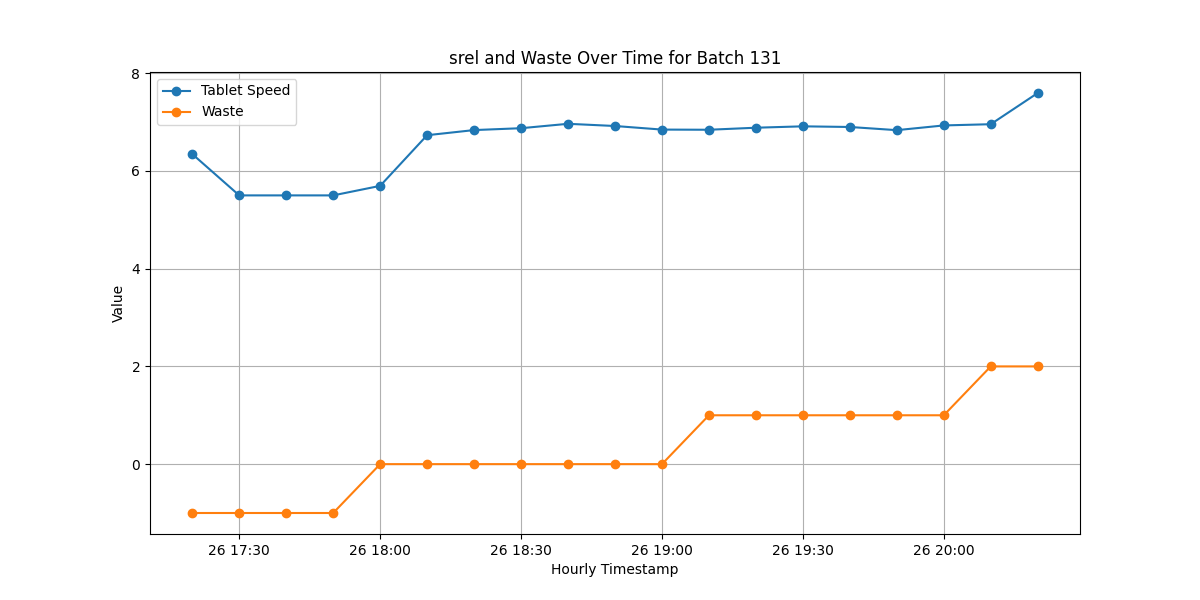 srel and Waste Over Time for Batch 131
Tablet Speed
Waste
8
6
4
2
0
Value
26 17:30 26 18:00 26 18:30 26 19:00 26 19:30 26 20:00
Hourly Timestamp